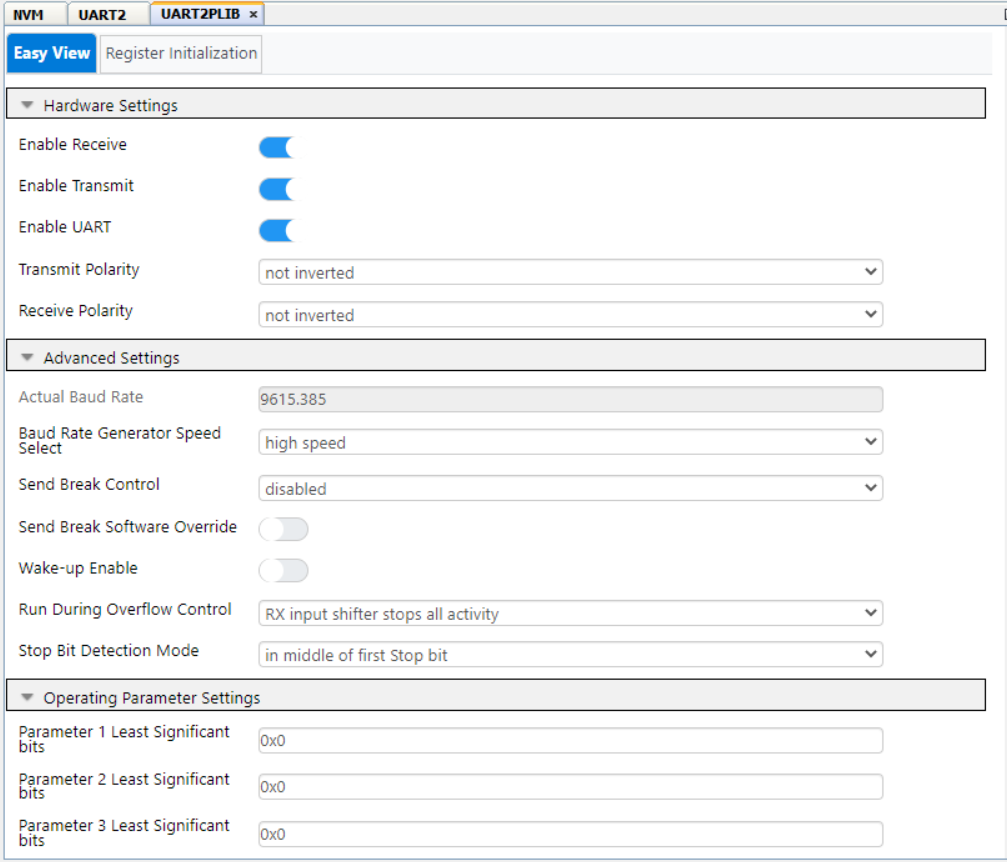 NVM UART2 UART2PLIB ×
Easy View Register Initialization
Hardware Settings
Enable Receive
Enable Transmit
Enable UART
Transmit Polarity not inverted
Receive Polarity not inverted
Advanced Settings
Actual Baud Rate 9615.385
Baud Rate Generator Speed
Select high speed
Send Break Control disabled
Send Break Software Override
Wake-up Enable
Run During Overflow Control RX input shifter stops all activity
Stop Bit Detection Mode in middle of first Stop bit
Operating Parameter Settings
Parameter 1 Least Significant
bits 0x0
Parameter 2 Least Significant
bits 0x0
Parameter 3 Least Significant
bits 0x0